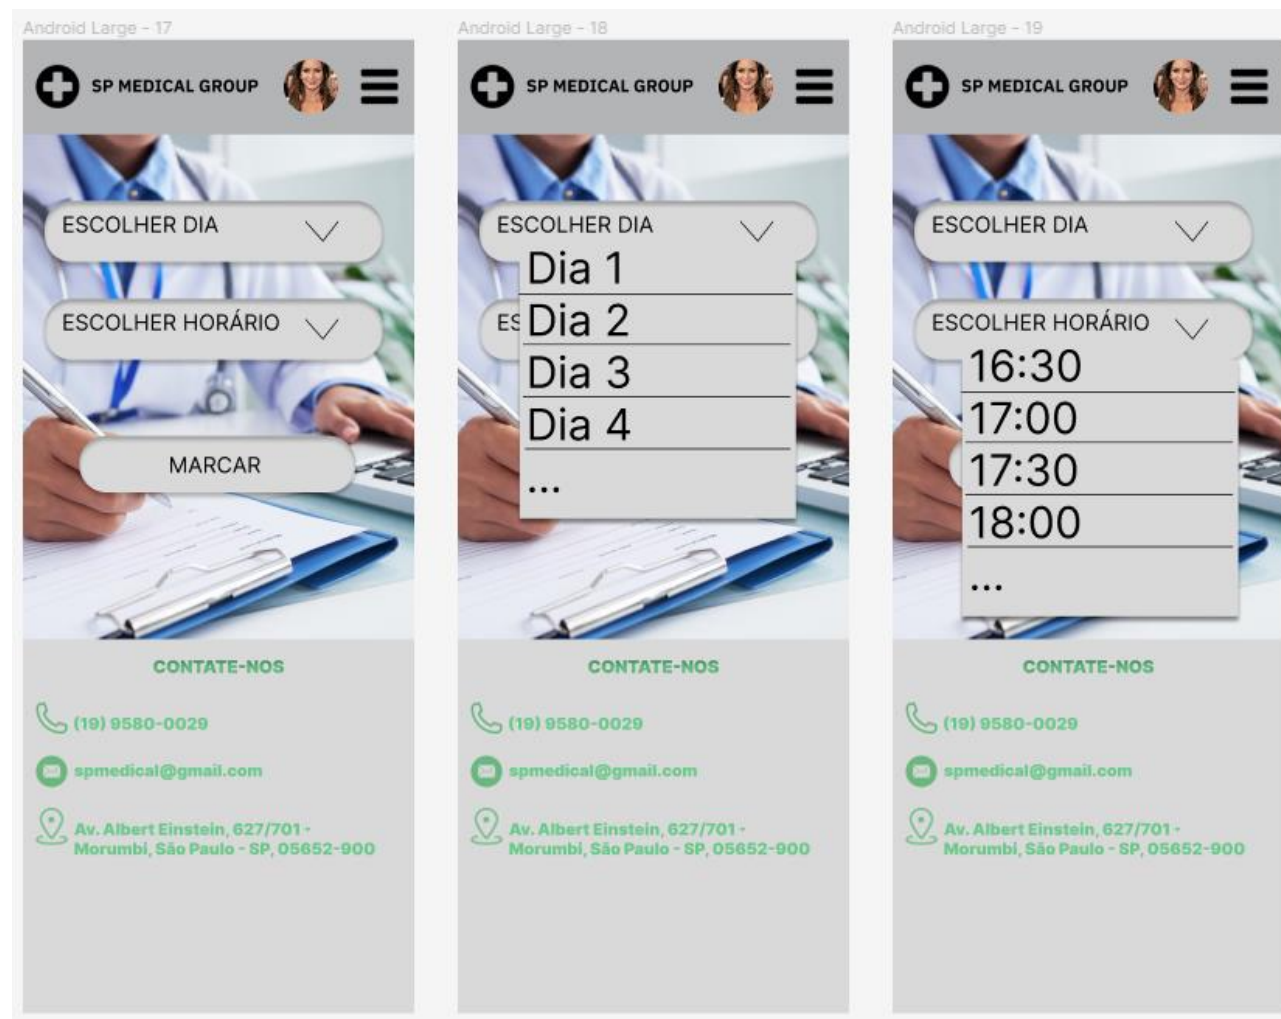 Android Large - 17
SP MEDICAL GROUP
ESCOLHER DIA
ESCOLHER HORÁRIO
MARCAR
CONTATE-NOS
(19) 9580-0029
spmedical@gmail.com
Av. Albert Einstein, 627/701 -
Morumbi, São Paulo - SP, 05652-900
Android Large - 18
SP MEDICAL GROUP
ESCOLHER DIA
Dia 1
ES
Dia 2
Dia 3
Dia 4
...
CONTATE-NOS
(19) 9580-0029
spmedical@gmail.com
Av. Albert Einstein, 627/701 -
Morumbi, São Paulo - SP, 05652-900
Android Large - 19
SP MEDICAL GROUP
ESCOLHER DIA
ESCOLHER HORÁRIO
16:30
17:00
17:30
18:00
...
CONTATE-NOS
(19) 9580-0029
spmedical@gmail.com
Av. Albert Einstein, 627/701 -
Morumbi, São Paulo - SP, 05652-900